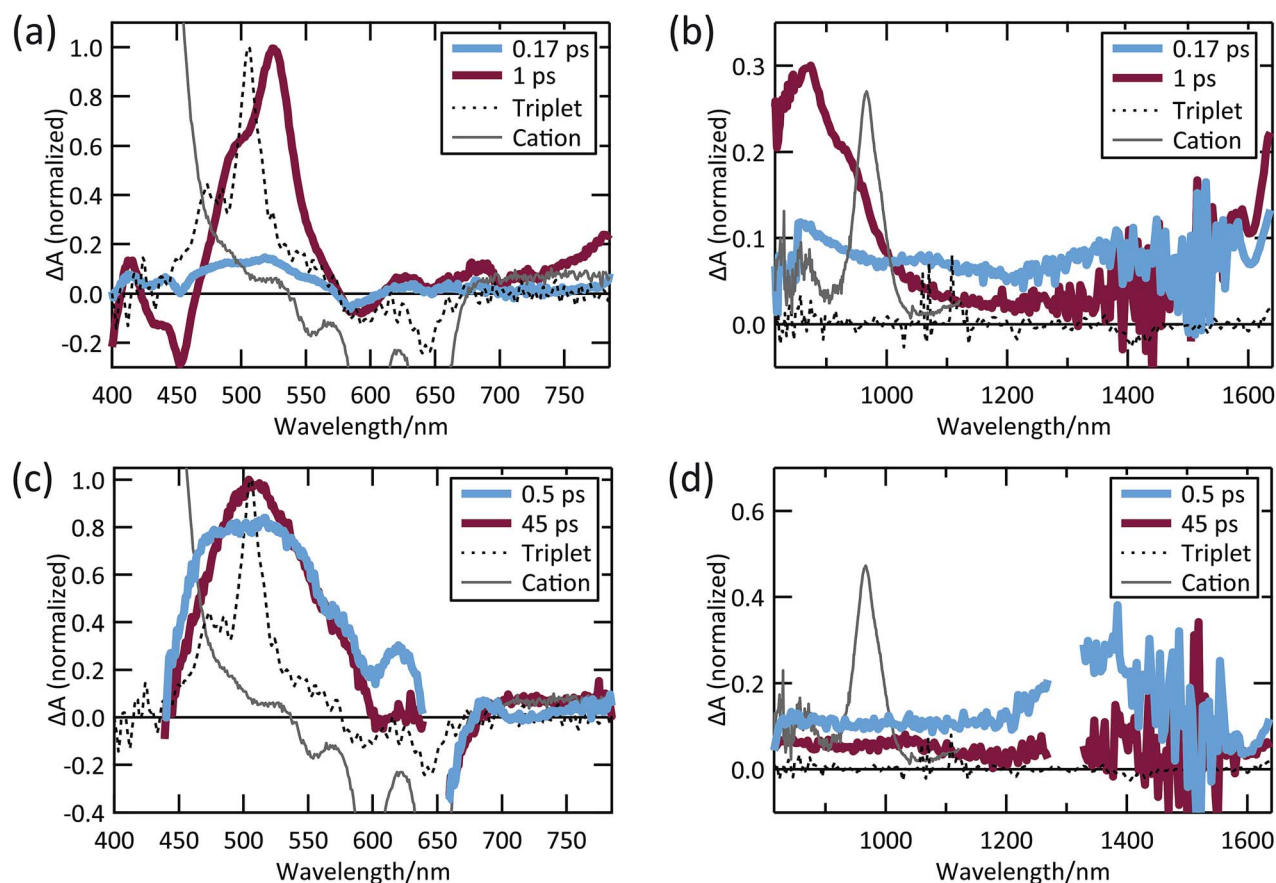 (a)
0.17 ps
1 ps
Triplet
Cation
1.0
0.8
0.6
0.4
0.2
0.0
-0.2
ΔA (normalized)
400 450 500 550 600 650 700 750
Wavelength/nm
(b)
0.17 ps
1 ps
Triplet
Cation
0.3
0.2
0.1
0.0
ΔA (normalized)
1000 1200 1400 1600
Wavelength/nm
(c)
0.5 ps
45 ps
Triplet
Cation
1.0
0.8
0.6
0.4
0.2
0.0
-0.2
-0.4
ΔA (normalized)
400 450 500 550 600 650 700 750
Wavelength/nm
(d)
0.5 ps
45 ps
Triplet
Cation
0.6
0.4
0.2
0.0
ΔA (normalized)
1000 1200 1400 1600
Wavelength/nm